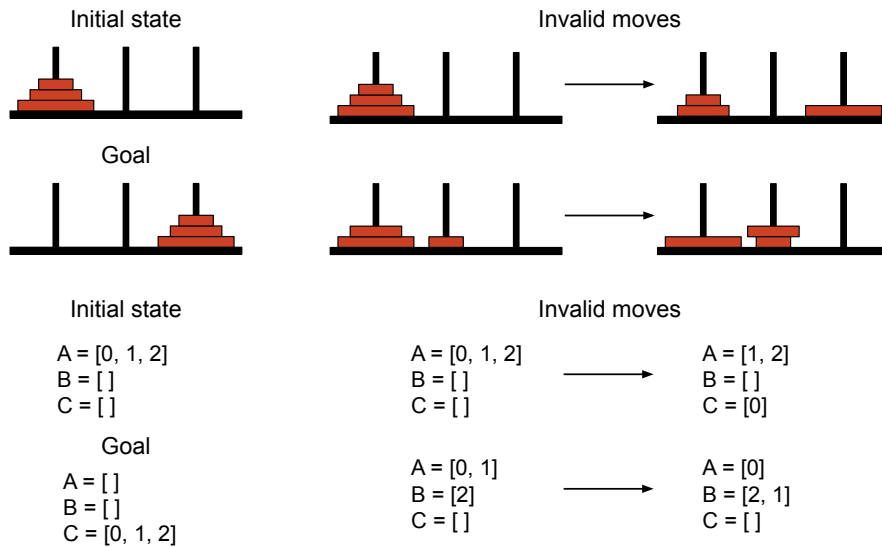 Initial state
Invalid moves
Goal
Initial state
Invalid moves
A = [0, 1, 2]
B = [ ]
C = [ ]
A = [0, 1, 2]
B = [ ]
C = [ ]
A = [1, 2]
B = [ ]
C = [0]
Goal
A = [ ]
B = [ ]
C = [0, 1, 2]
A = [0, 1]
B = [2]
C = [ ]
A = [0]
B = [2, 1]
C = [ ]